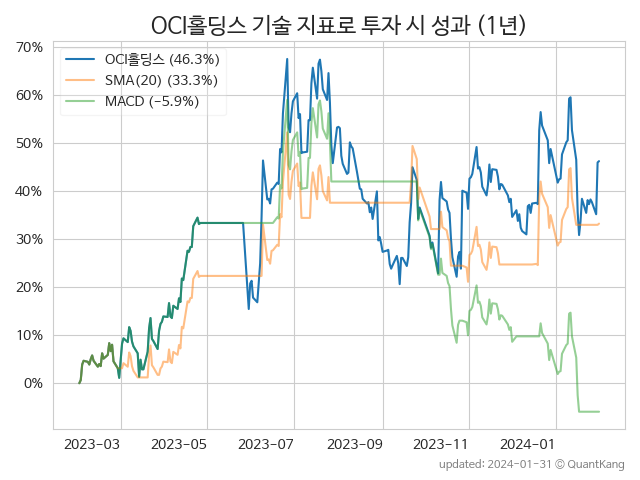 OCI홀딩스 기술 지표로 투자 시 성과 (1년)
OCI홀딩스 (46.3%)
SMA(20) (33.3%)
MACD (-5.9%)
70%
60%
50%
40%
30%
20%
10%
0%
2023-03 2023-05 2023-07 2023-09 2023-11 2024-01
updated: 2024-01-31 © QuantKang